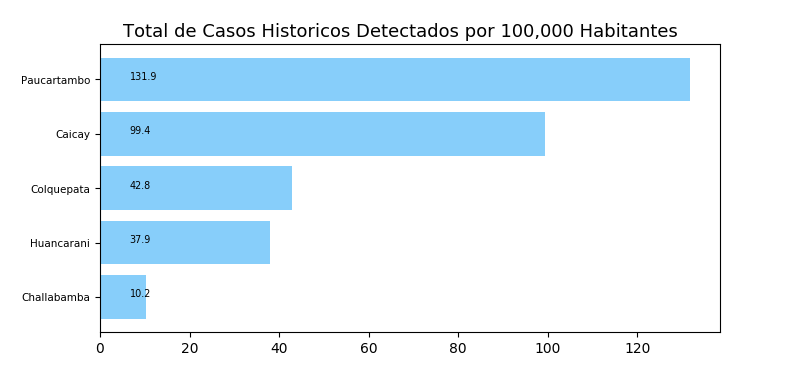 Total de Casos Historicos Detectados por 100,000 Habitantes
Paucartambo 131.9
Caicay 99.4
Colquepata 42.8
Huancarani 37.9
Challabamba 10.2
0 20 40 60 80 100 120